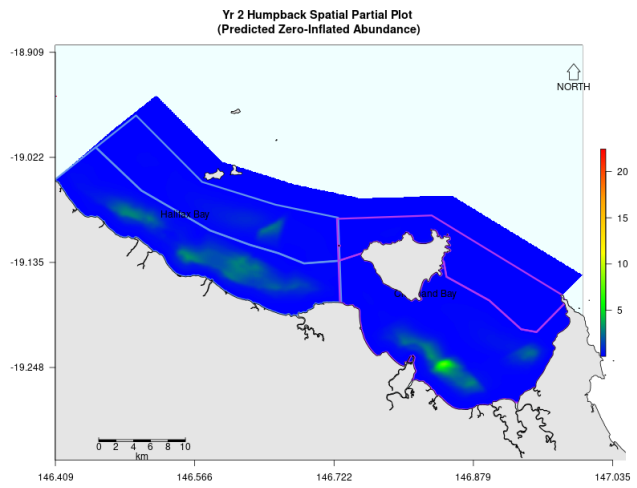 Yr 2 Humpback Spatial Partial Plot
(Predicted Zero-Inflated Abundance)
-18.909
NORTH
-19.022
20
Halifax Bay
15
-19.135
10
Bay
5
-19.248
0 2 4 6 8 10
km
146.409 146.566 146.722 146.879 147.035